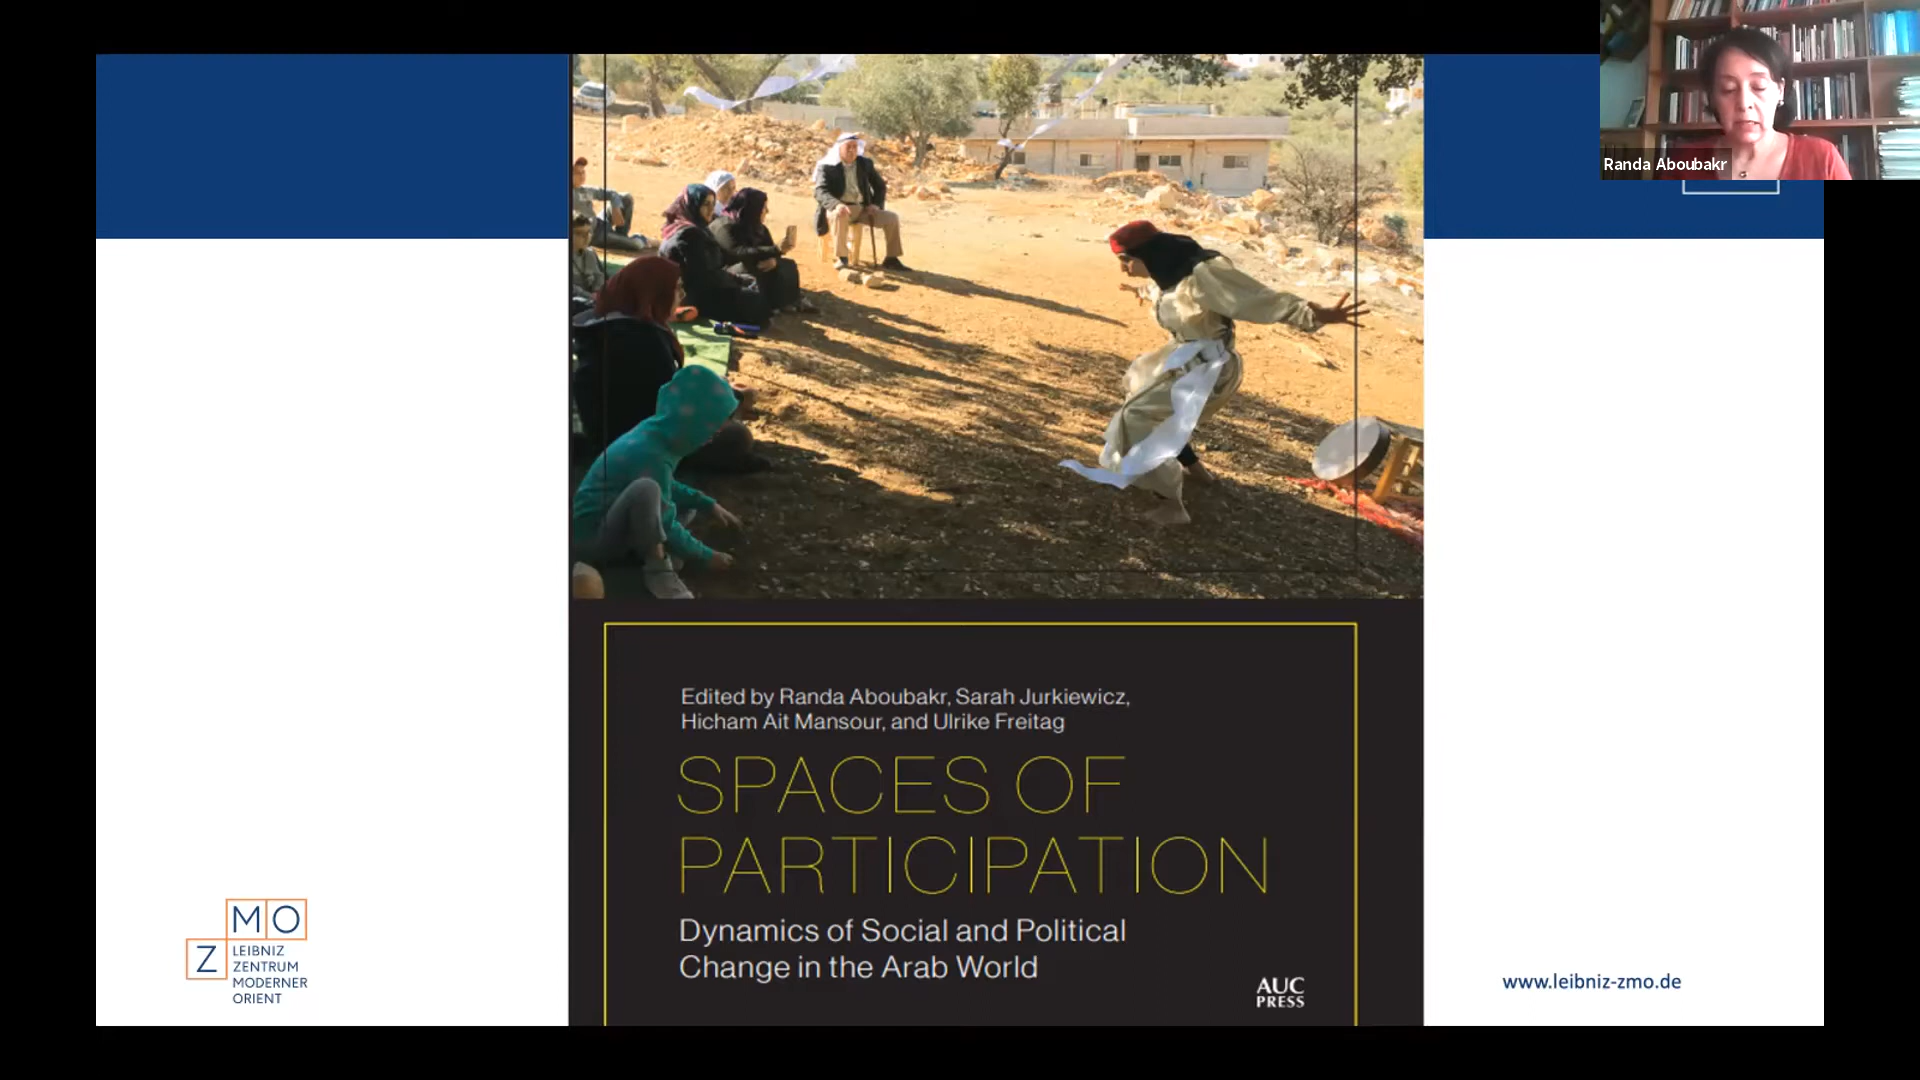 Randa Aboubakr
Edited by Randa Aboubakr, Sarah Jurkiewicz,
Hicham Ait Mansour, and Ulrike Freitag
SPACES OF
PARTICIPATION
Dynamics of Social and Political
Change in the Arab World
AUC
PRESS
MO
Z
LEIBNIZ
ZENTRUM
MODERNER
ORIENT
www.leibniz-zmo.de